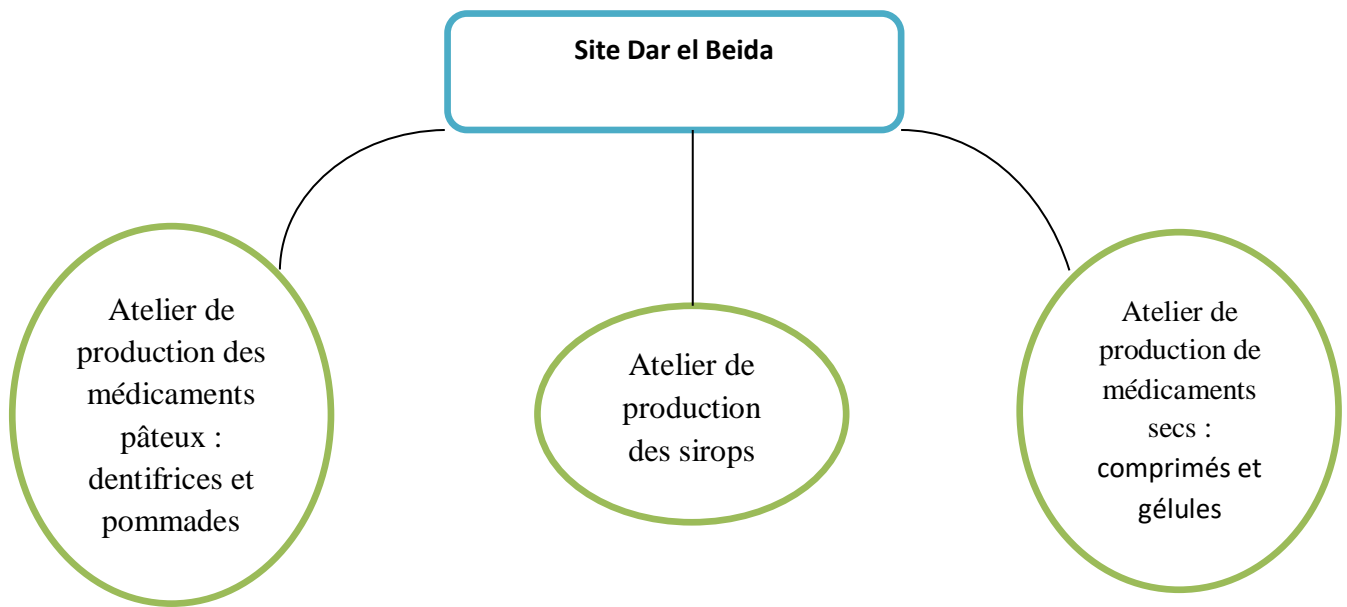 Site Dar el Beida
Atelier de
production des
médicaments
pâteux :
dentifrices et
pommades
Atelier de
production
des sirops
Atelier de
production de
médicaments
secs :
comprimés et
gélules